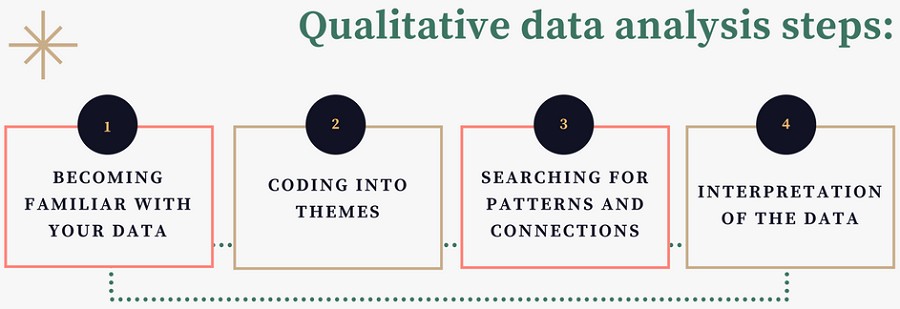 Qualitative data analysis steps:
1
BECOMING
FAMILIAR WITH
YOUR DATA
2
CODING INTO
THEMES
3
SEARCHING FOR
PATTERNS AND
CONNECTIONS
4
INTERPRETATION
OF THE DATA